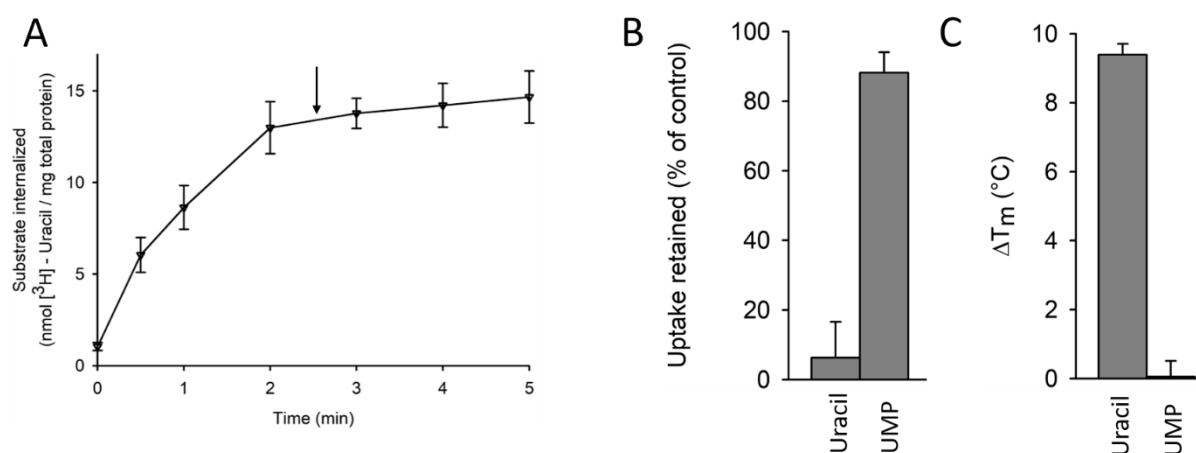 A
Substrate internalized
(nmol [³H] - Uracil / mg total protein)
15
10
5
0
0
1
2
3
4
5
Time (min)
B
Uptake retained (% of control)
100
80
60
40
20
0
Uracil
UMP
C
ΔTₘ (°C)
10
8
6
4
2
0
Uracil
UMP